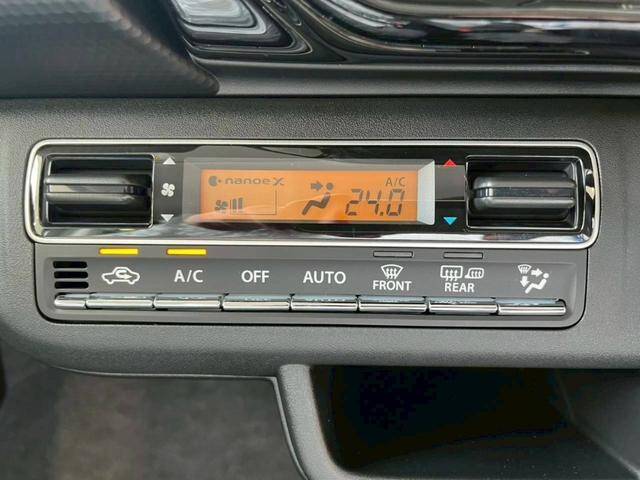 nanoeX
A/C
24.0
A/C
OFF
AUTO
FRONT
REAR